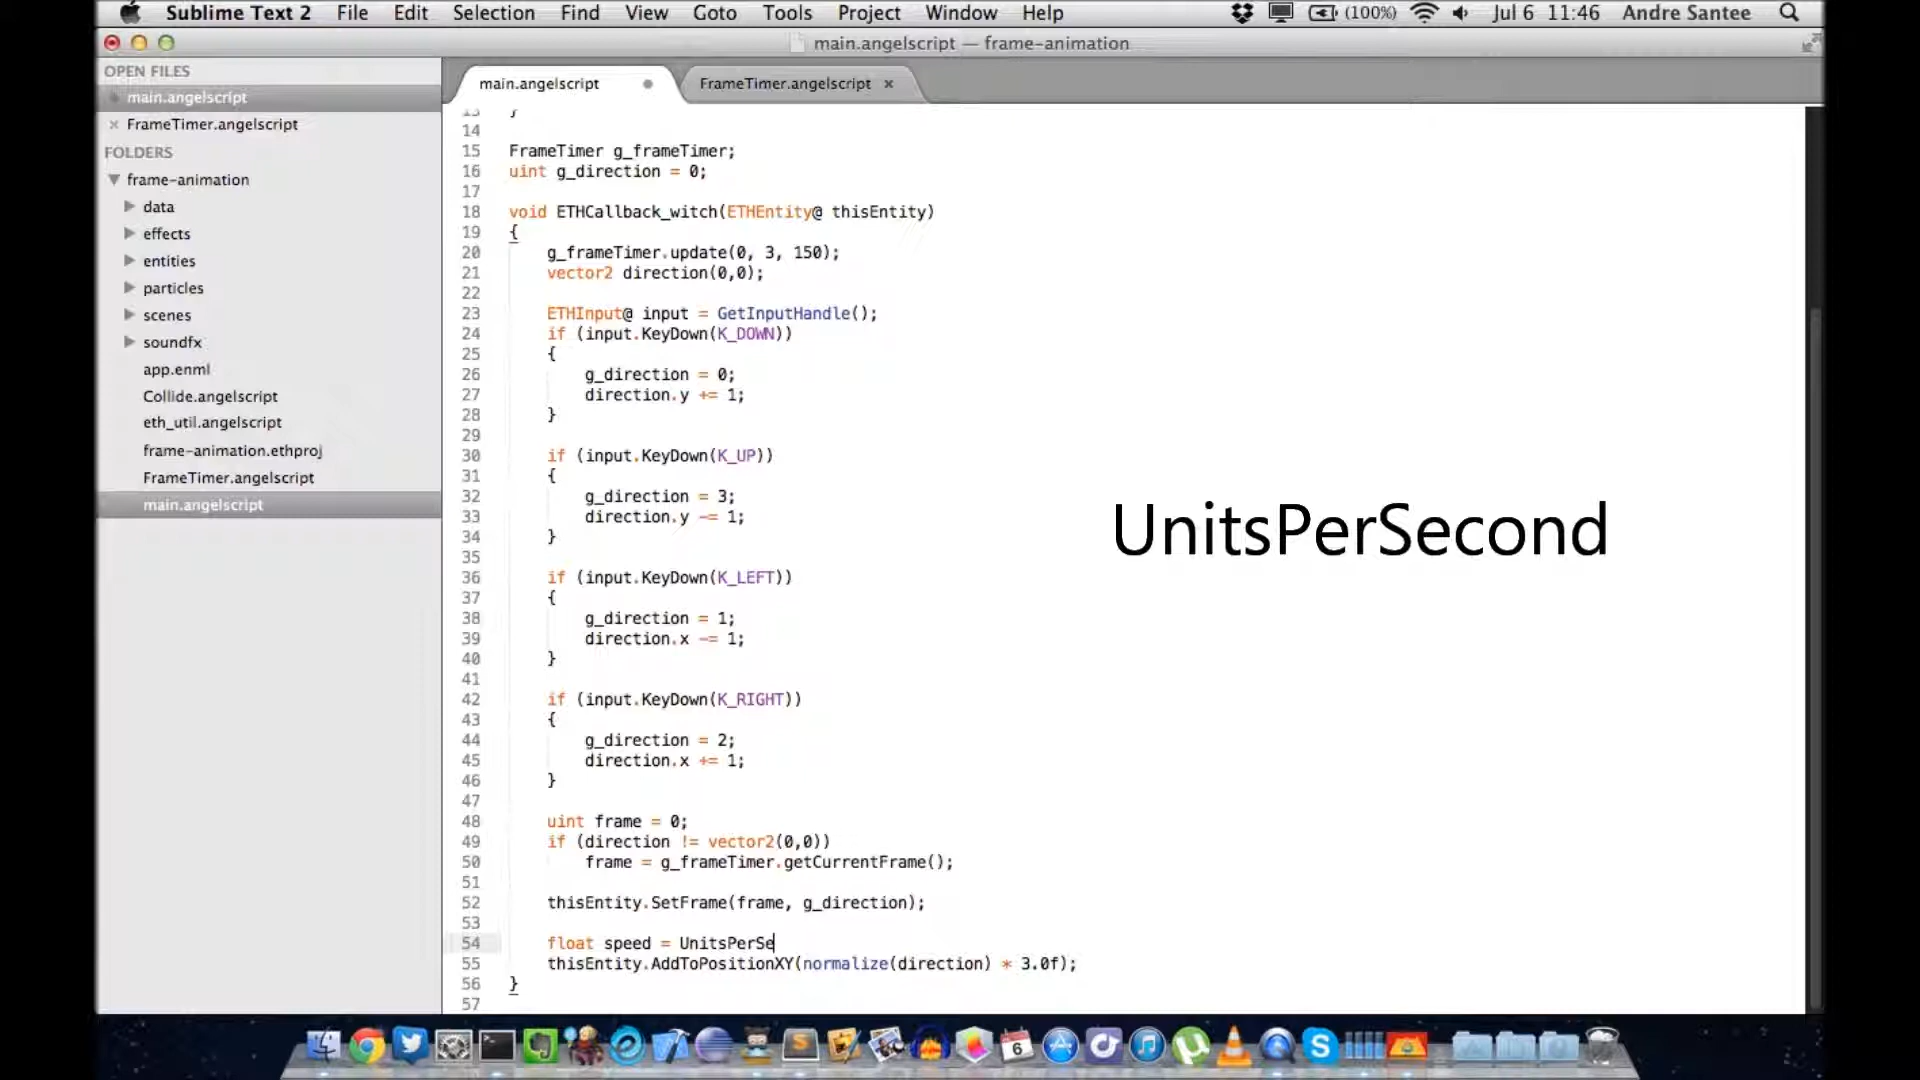 Sublime Text 2 File Edit Selection Find View Goto Tools Project Window Help (100%) Jul 6 11:46 Andre Santee
main.angelscript — frame-animation
OPEN FILES
main.angelscript
FrameTimer.angelscript
FOLDERS
frame-animation
data
effects
entities
particles
scenes
soundfx
app.enml
Collide.angelscript
eth_util.angelscript
frame-animation.ethproj
FrameTimer.angelscript
main.angelscript
main.angelscript FrameTimer.angelscript
13 }
14
15 FrameTimer g_frameTimer;
16 uint g_direction = 0;
17
18 void ETHCallback_witch(ETHEntity@ thisEntity)
19 {
20 g_frameTimer.update(0, 3, 150);
21 vector2 direction(0,0);
22
23 ETHInput@ input = GetInputHandle();
24 if (input.KeyDown(K_DOWN))
25 {
26 g_direction = 0;
27 direction.y += 1;
28 }
29
30 if (input.KeyDown(K_UP))
31 {
32 g_direction = 3;
33 direction.y -= 1;
34 }
35
36 if (input.KeyDown(K_LEFT))
37 {
38 g_direction = 1;
39 direction.x -= 1;
40 }
41
42 if (input.KeyDown(K_RIGHT))
43 {
44 g_direction = 2;
45 direction.x += 1;
46 }
47
48 uint frame = 0;
49 if (direction != vector2(0,0))
50 frame = g_frameTimer.getCurrentFrame();
51
52 thisEntity.SetFrame(frame, g_direction);
53
54 float speed = UnitsPerSe
55 thisEntity.AddToPositionXY(normalize(direction) * 3.0f);
56 }
57
UnitsPerSecond
6